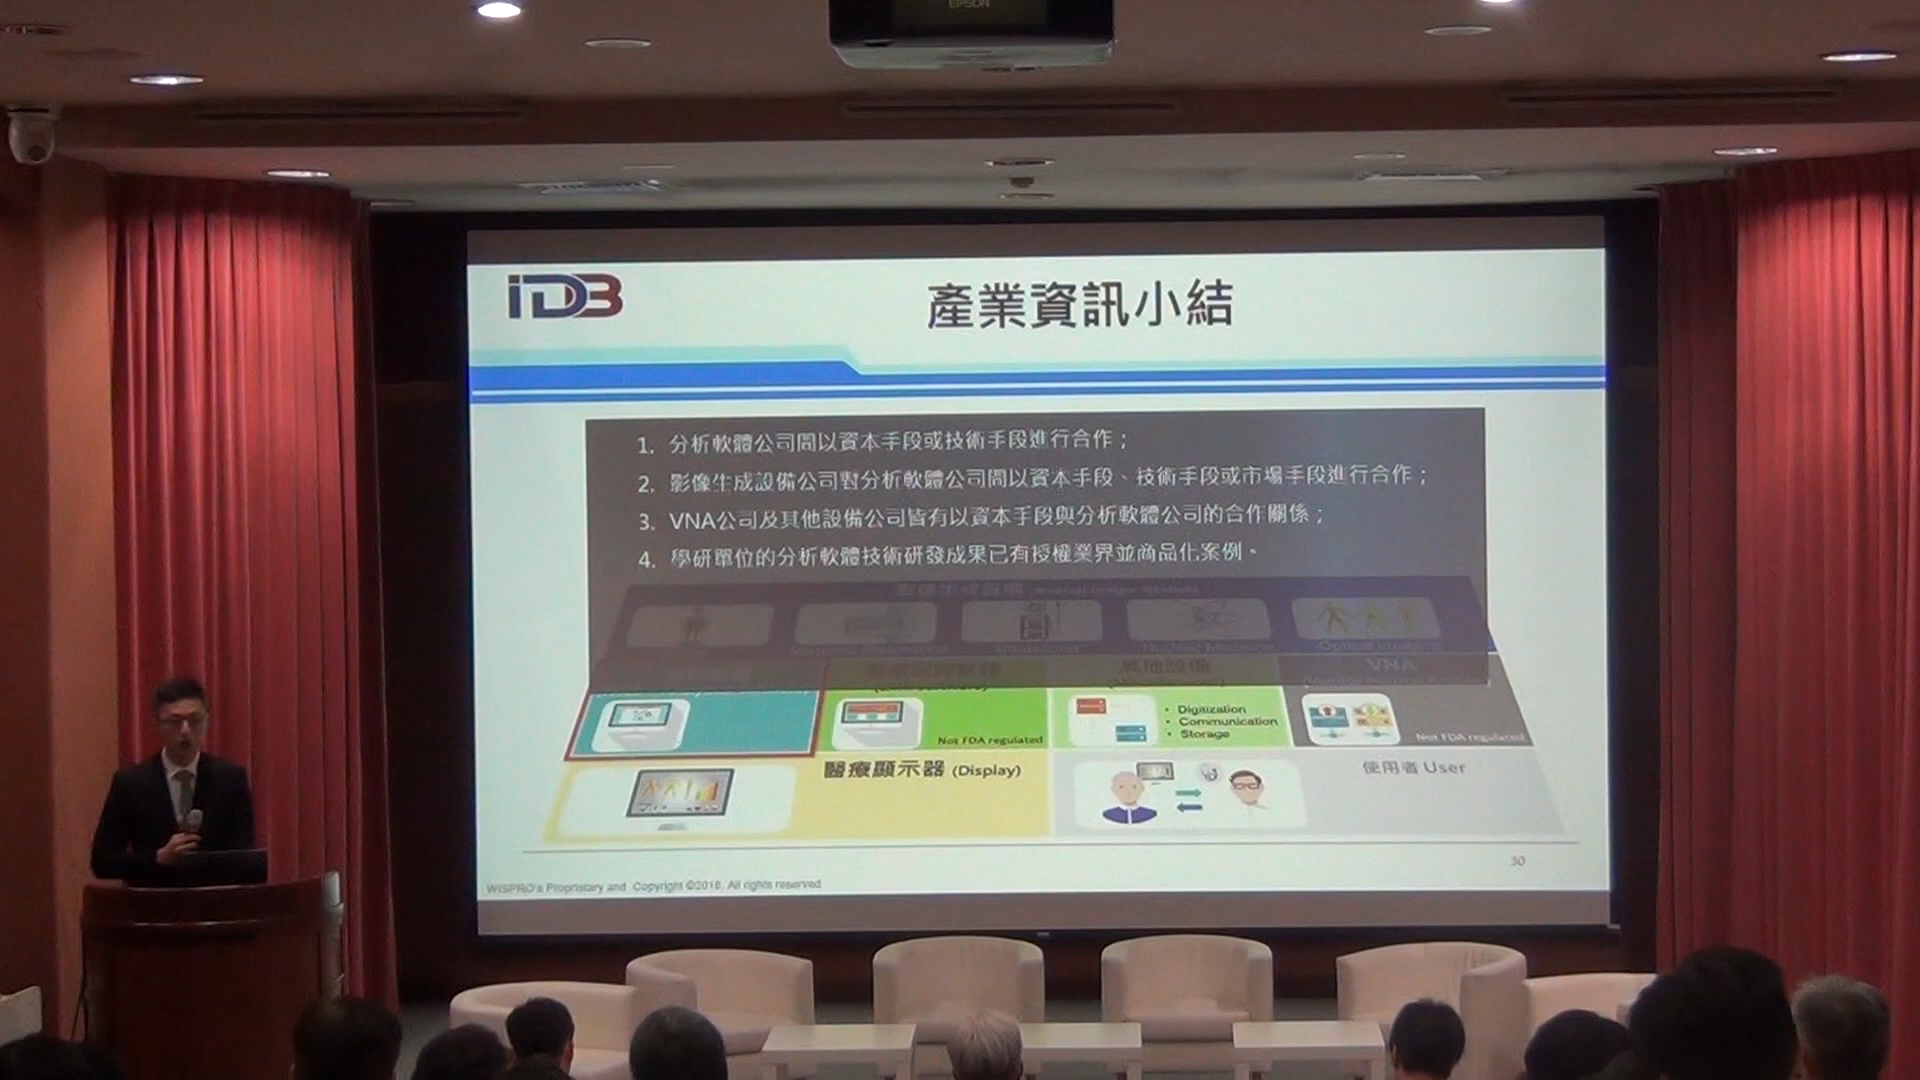 EPSON
iDB
產業資訊小結
1. 分析軟體公司間以資本手段或技術手段進行合作；
2. 影像生成設備公司對分析軟體公司間以資本手段、技術手段或市場手段進行合作；
3. VNA公司及其他設備公司皆有以資本手段與分析軟體公司的合作關係；
4. 學研單位的分析軟體技術研發成果已有授權業界並商品化案例。
其他設備
VNA
• Digitization
• Communication
• Storage
Not FDA regulated
Not FDA regulated
醫療顯示器 (Display)
使用者 User
30
WISPRO's Proprietary and Copyright ©2016. All rights reserved